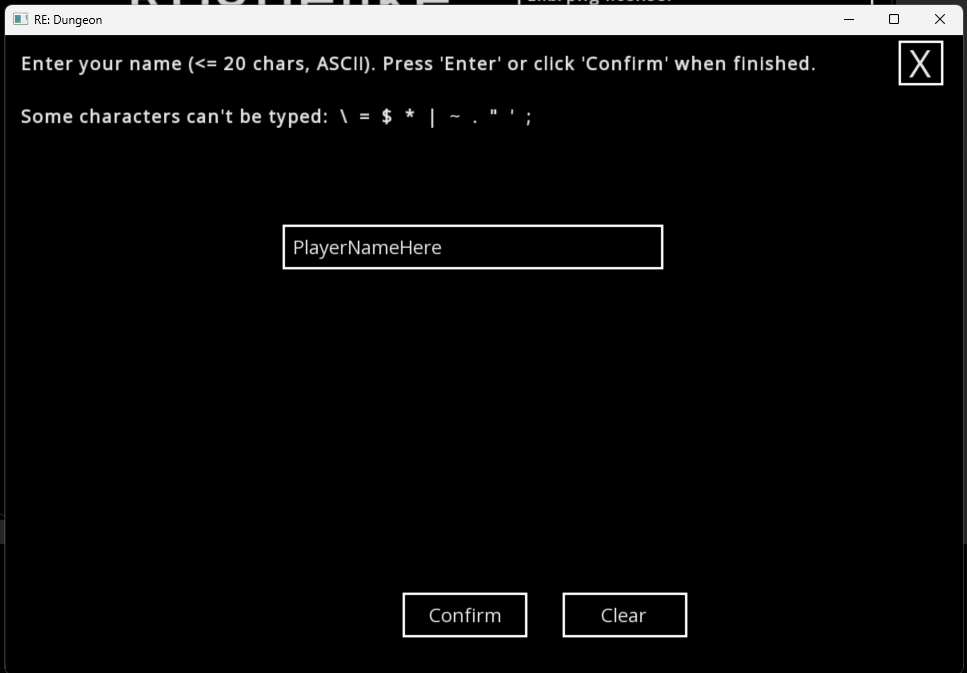 RE: Dungeon
Enter your name (<= 20 chars, ASCII). Press 'Enter' or click 'Confirm' when finished.
X
Some characters can't be typed: \ = $ * | ~ . " ' ;
PlayerNameHere
Confirm
Clear